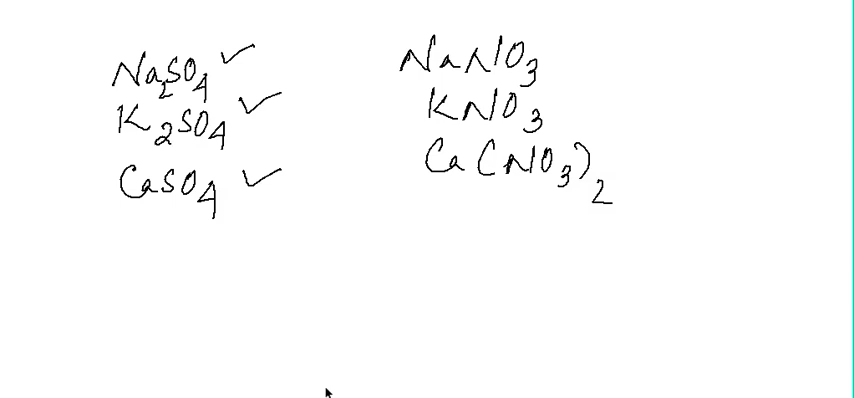 Na₂SO₄ ✓
K₂SO₄ ✓
CaSO₄ ✓
NaNO₃
KNO₃
Ca(NO₃)₂